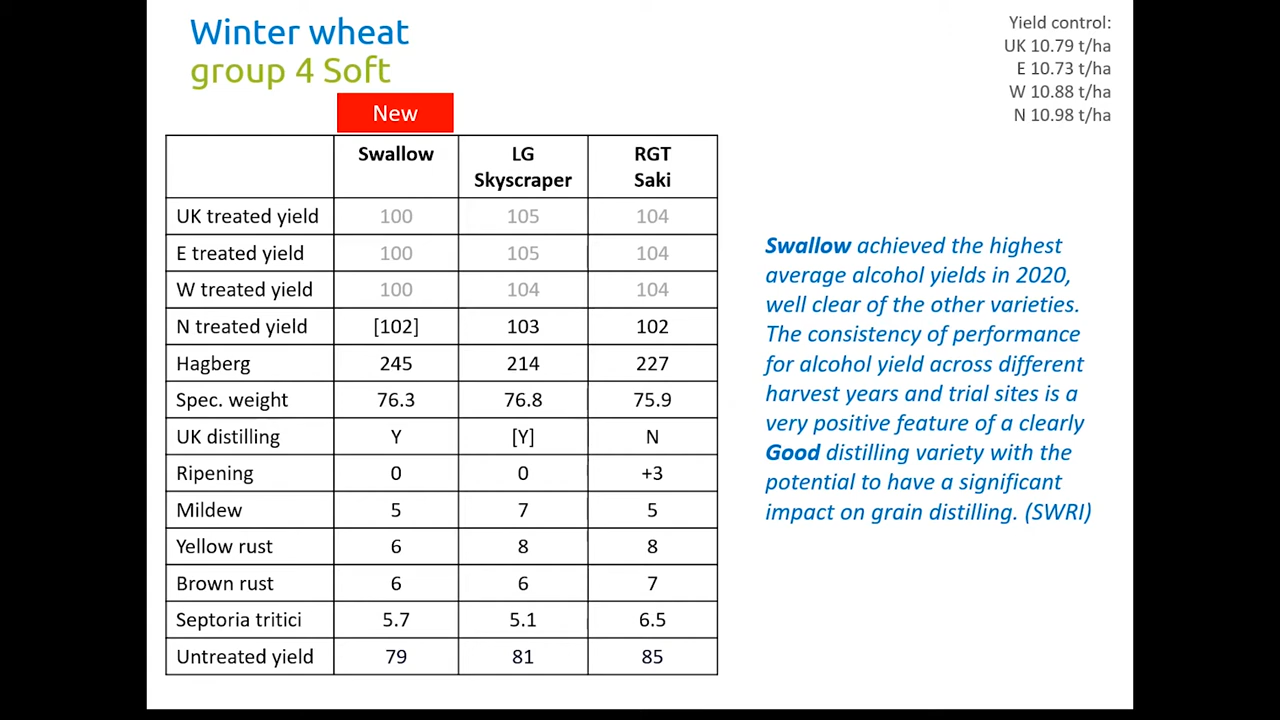 Winter wheat
group 4 Soft
Yield control:
UK 10.79 t/ha
E 10.73 t/ha
W 10.88 t/ha
N 10.98 t/ha
New
Swallow LG Skyscraper RGT Saki
UK treated yield 100 105 104
E treated yield 100 105 104
W treated yield 100 104 104
N treated yield [102] 103 102
Hagberg 245 214 227
Spec. weight 76.3 76.8 75.9
UK distilling Y [Y] N
Ripening 0 0 +3
Mildew 5 7 5
Yellow rust 6 8 8
Brown rust 6 6 7
Septoria tritici 5.7 5.1 6.5
Untreated yield 79 81 85
Swallow achieved the highest
average alcohol yields in 2020,
well clear of the other varieties.
The consistency of performance
for alcohol yield across different
harvest years and trial sites is a
very positive feature of a clearly
Good distilling variety with the
potential to have a significant
impact on grain distilling. (SWRI)